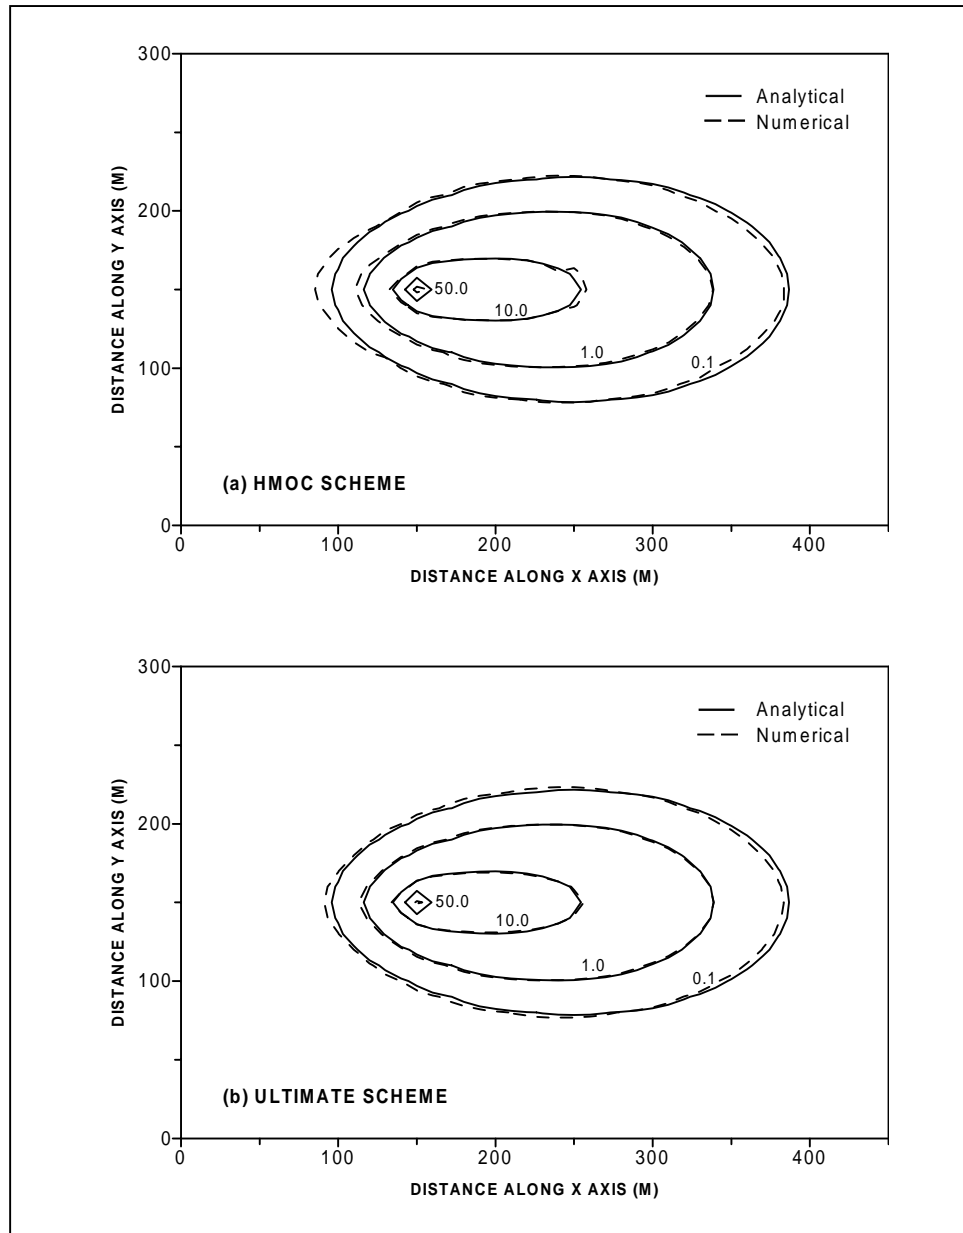 300
Analytical
Numerical
DISTANCE ALONG Y AXIS (M)
200
50.0
10.0
1.0
0.1
100
(a) HMOC SCHEME
0
0 100 200 300 400
DISTANCE ALONG X AXIS (M)
300
Analytical
Numerical
DISTANCE ALONG Y AXIS (M)
200
50.0
10.0
1.0
0.1
100
(b) ULTIMATE SCHEME
0
0 100 200 300 400
DISTANCE ALONG X AXIS (M)